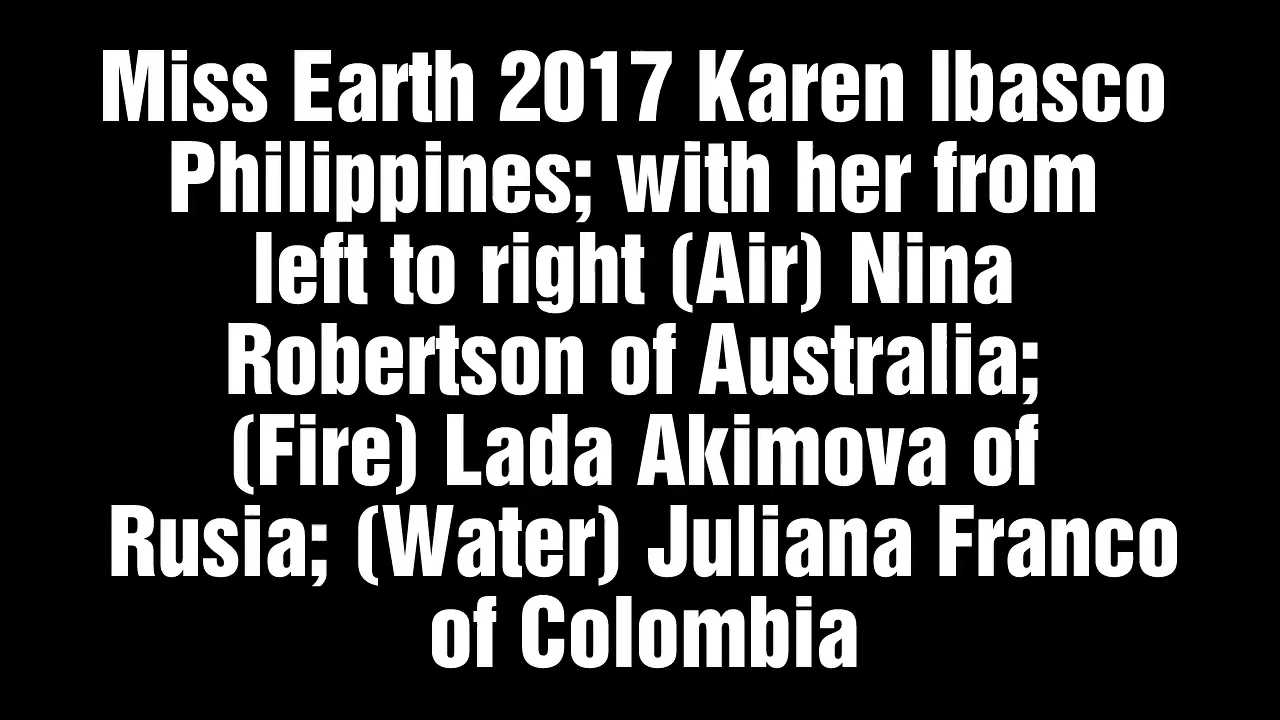 Miss Earth 2017 Karen Ibasco
Philippines; with her from
left to right (Air) Nina
Robertson of Australia;
(Fire) Lada Akimova of
Rusia; (Water) Juliana Franco
of Colombia